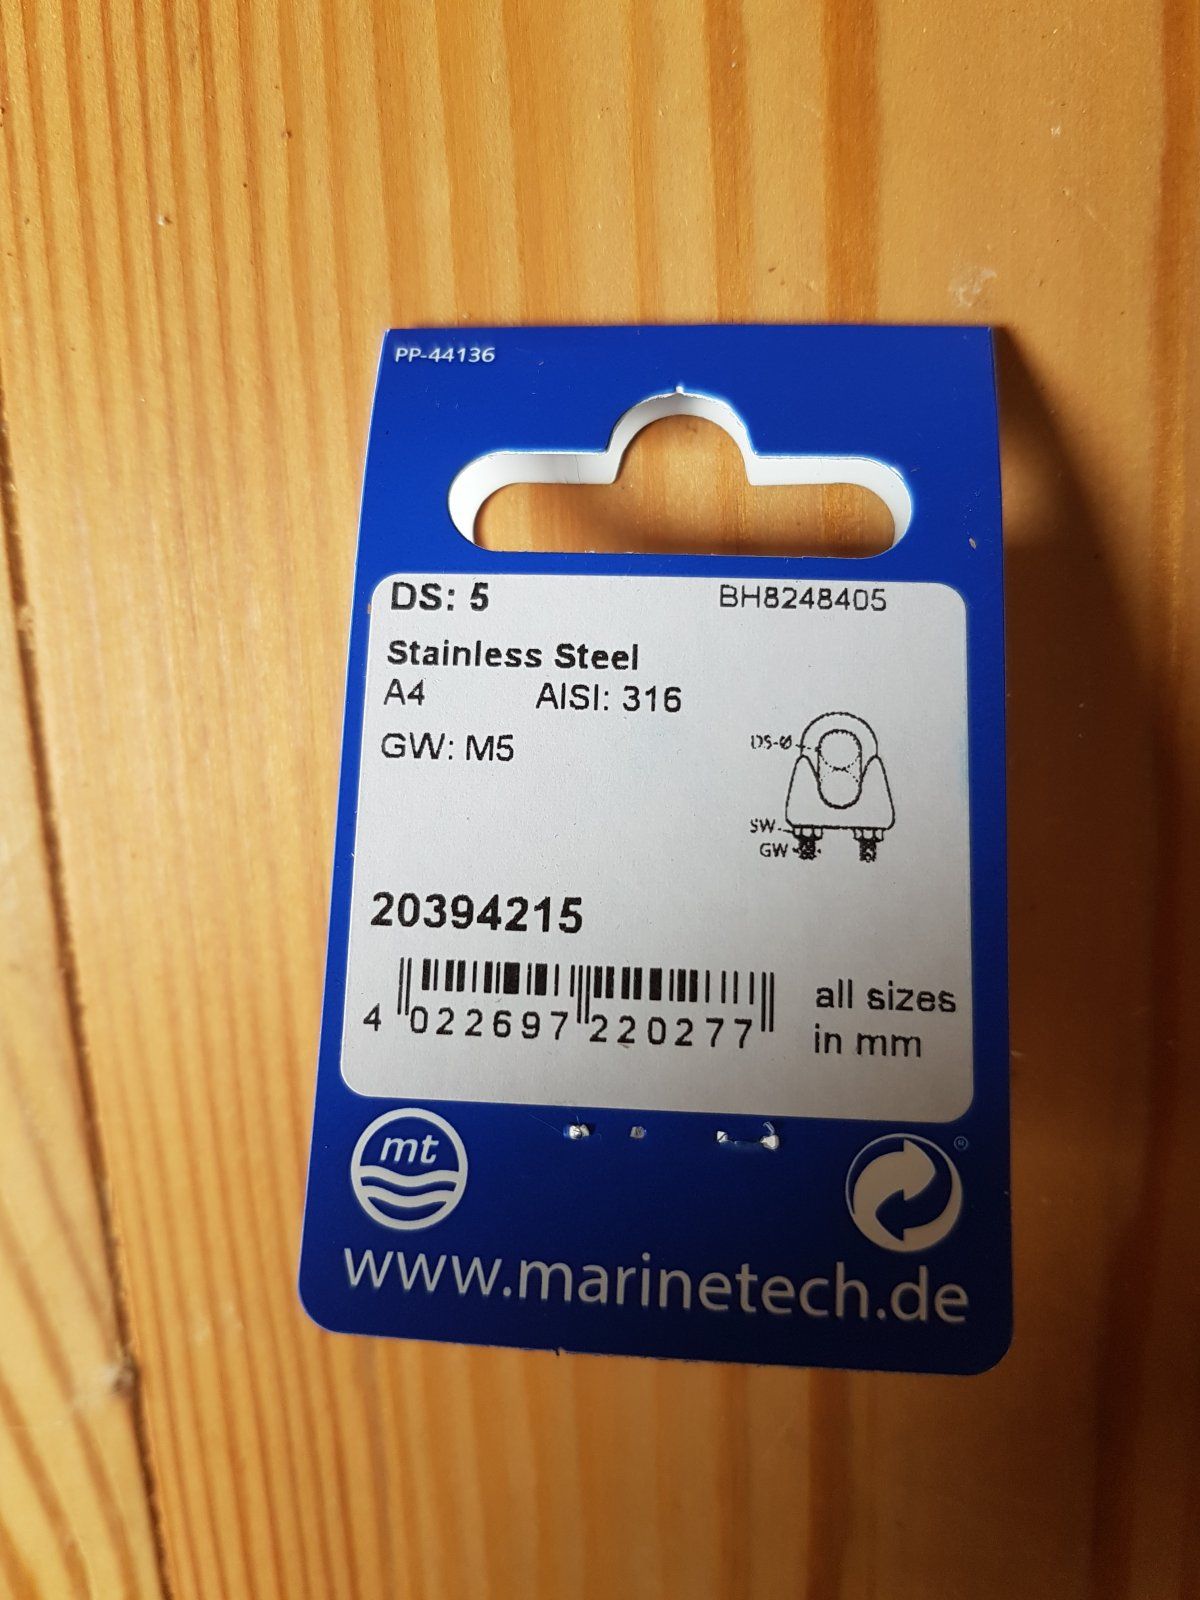 PP-44136
DS: 5 BH8248405
Stainless Steel
A4 AISI: 316
GW: M5
DS-Ø
SW
GW
20394215
4 022697 220277
all sizes
in mm
mt
®
www.marinetech.de